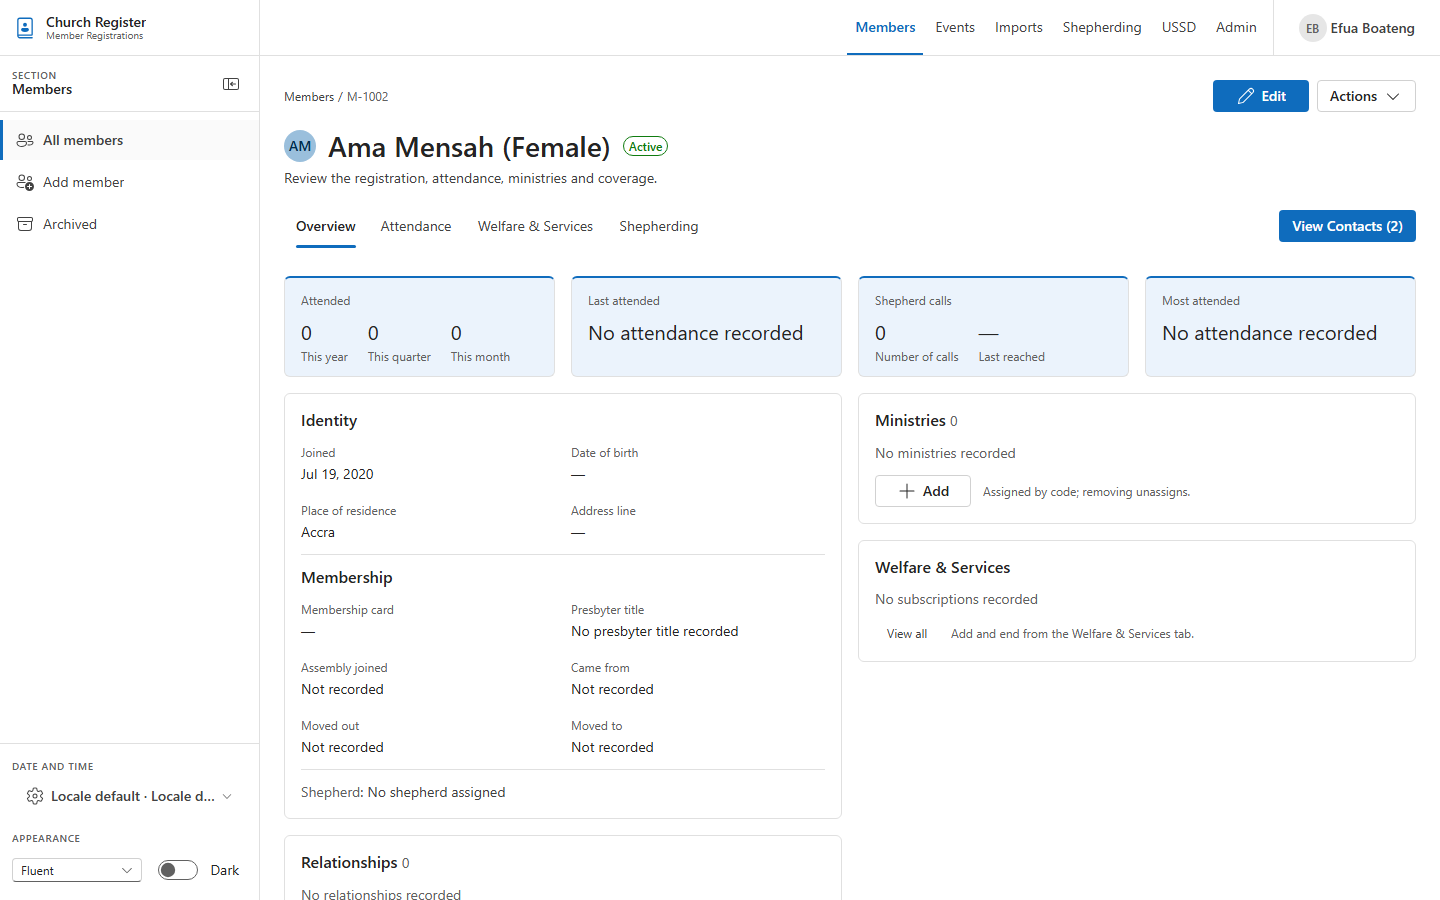 Church Register
Member Registrations
Members
Events
Imports
Shepherding
USSD
Admin
EB
Efua Boateng
SECTION
Members
All members
Add member
Archived
DATE AND TIME
Locale default · Locale d...
APPEARANCE
Fluent
Dark
Members / M-1002
Edit
Actions
AM
Ama Mensah (Female)
Active
Review the registration, attendance, ministries and coverage.
Overview
Attendance
Welfare & Services
Shepherding
View Contacts (2)
Attended
0
This year
0
This quarter
0
This month
Last attended
No attendance recorded
Shepherd calls
0
Number of calls
—
Last reached
Most attended
No attendance recorded
Identity
Joined
Jul 19, 2020
Date of birth
—
Place of residence
Accra
Address line
—
Membership
Membership card
—
Presbyter title
No presbyter title recorded
Assembly joined
Not recorded
Came from
Not recorded
Moved out
Not recorded
Moved to
Not recorded
Shepherd: No shepherd assigned
Relationships 0
No relationships recorded
Ministries 0
No ministries recorded
Add
Assigned by code; removing unassigns.
Welfare & Services
No subscriptions recorded
View all
Add and end from the Welfare & Services tab.